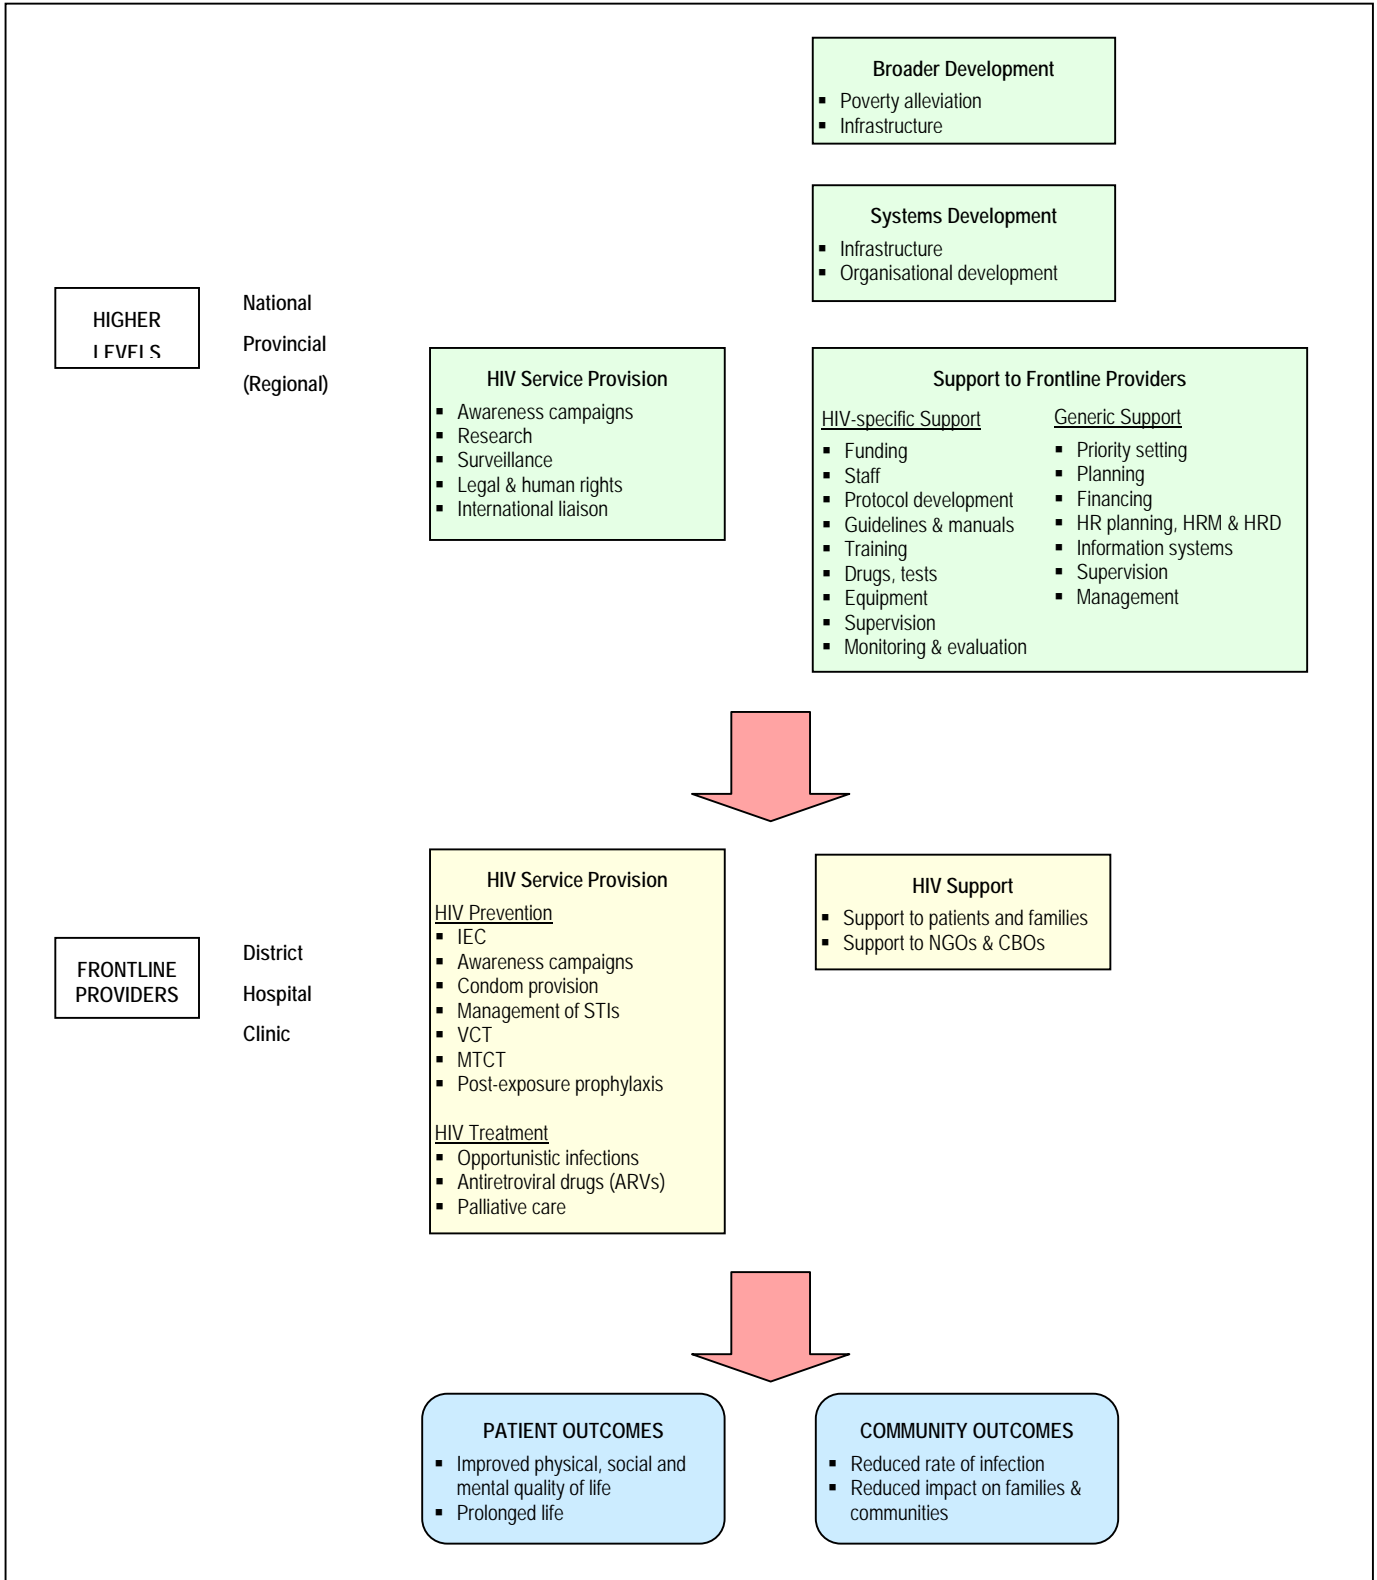 Broader Development
▪ Poverty alleviation
▪ Infrastructure
Systems Development
▪ Infrastructure
▪ Organisational development
HIGHER
LEVELS
National
Provincial
(Regional)
HIV Service Provision
▪ Awareness campaigns
▪ Research
▪ Surveillance
▪ Legal & human rights
▪ International liaison
Support to Frontline Providers
HIV-specific Support
▪ Funding
▪ Staff
▪ Protocol development
▪ Guidelines & manuals
▪ Training
▪ Drugs, tests
▪ Equipment
▪ Supervision
▪ Monitoring & evaluation
Generic Support
▪ Priority setting
▪ Planning
▪ Financing
▪ HR planning, HRM & HRD
▪ Information systems
▪ Supervision
▪ Management
FRONTLINE
PROVIDERS
District
Hospital
Clinic
HIV Service Provision
HIV Prevention
▪ IEC
▪ Awareness campaigns
▪ Condom provision
▪ Management of STIs
▪ VCT
▪ MTCT
▪ Post-exposure prophylaxis
HIV Treatment
▪ Opportunistic infections
▪ Antiretroviral drugs (ARVs)
▪ Palliative care
HIV Support
▪ Support to patients and families
▪ Support to NGOs & CBOs
PATIENT OUTCOMES
▪ Improved physical, social and
mental quality of life
▪ Prolonged life
COMMUNITY OUTCOMES
▪ Reduced rate of infection
▪ Reduced impact on families &
communities